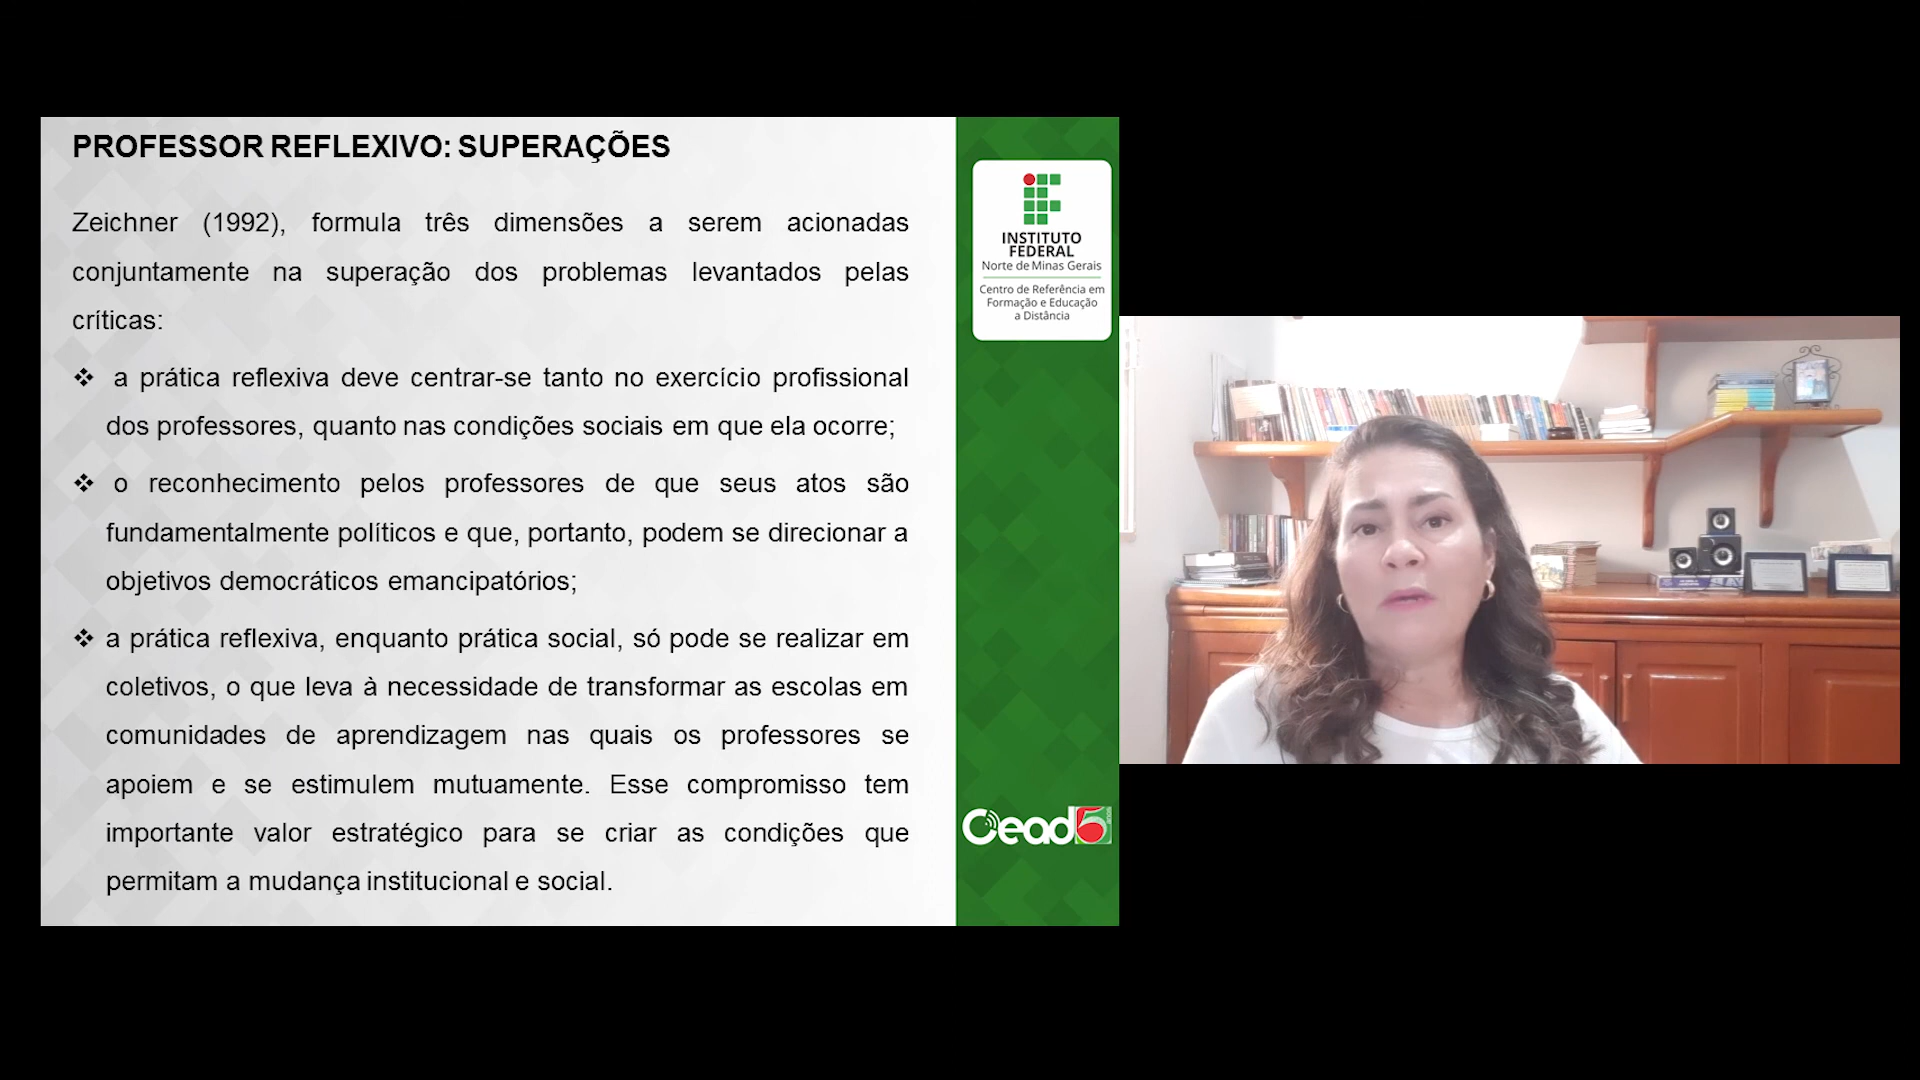 PROFESSOR REFLEXIVO: SUPERAÇÕES
Zeichner (1992), formula três dimensões a serem acionadas
conjuntamente na superação dos problemas levantados pelas
críticas:
❖ a prática reflexiva deve centrar-se tanto no exercício profissional
dos professores, quanto nas condições sociais em que ela ocorre;
❖ o reconhecimento pelos professores de que seus atos são
fundamentalmente políticos e que, portanto, podem se direcionar a
objetivos democráticos emancipatórios;
❖ a prática reflexiva, enquanto prática social, só pode se realizar em
coletivos, o que leva à necessidade de transformar as escolas em
comunidades de aprendizagem nas quais os professores se
apoiem e se estimulem mutuamente. Esse compromisso tem
importante valor estratégico para se criar as condições que
permitam a mudança institucional e social.
INSTITUTO
FEDERAL
Norte de Minas Gerais
Centro de Referência em
Formação e Educação
a Distância
Cead 5